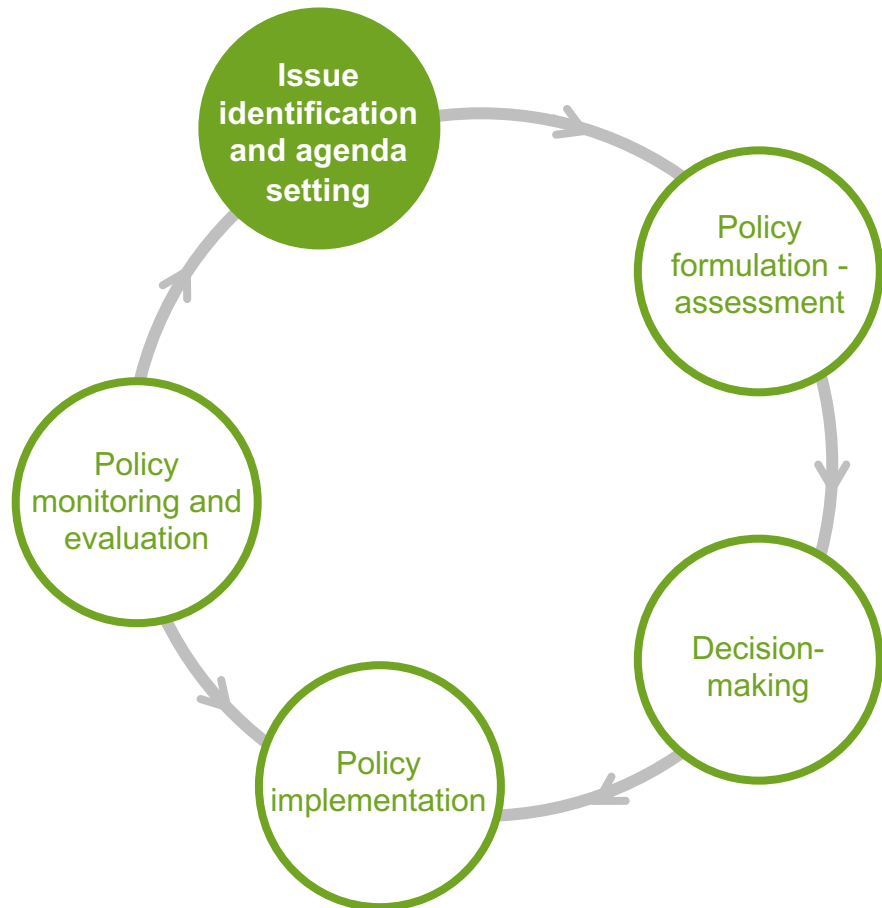 Issue
identification
and agenda
setting
Policy
formulation -
assessment
Decision-
making
Policy
implementation
Policy
monitoring and
evaluation